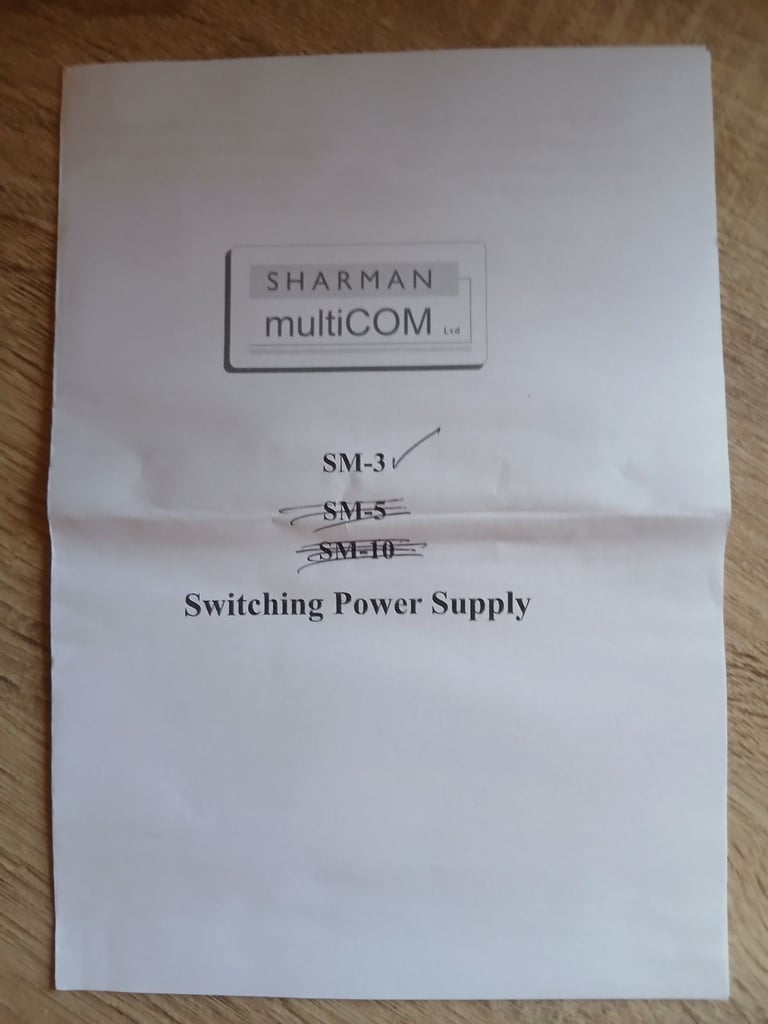 SHARMAN
multiCOM Ltd
SM-3
SM-5
SM-10
Switching Power Supply